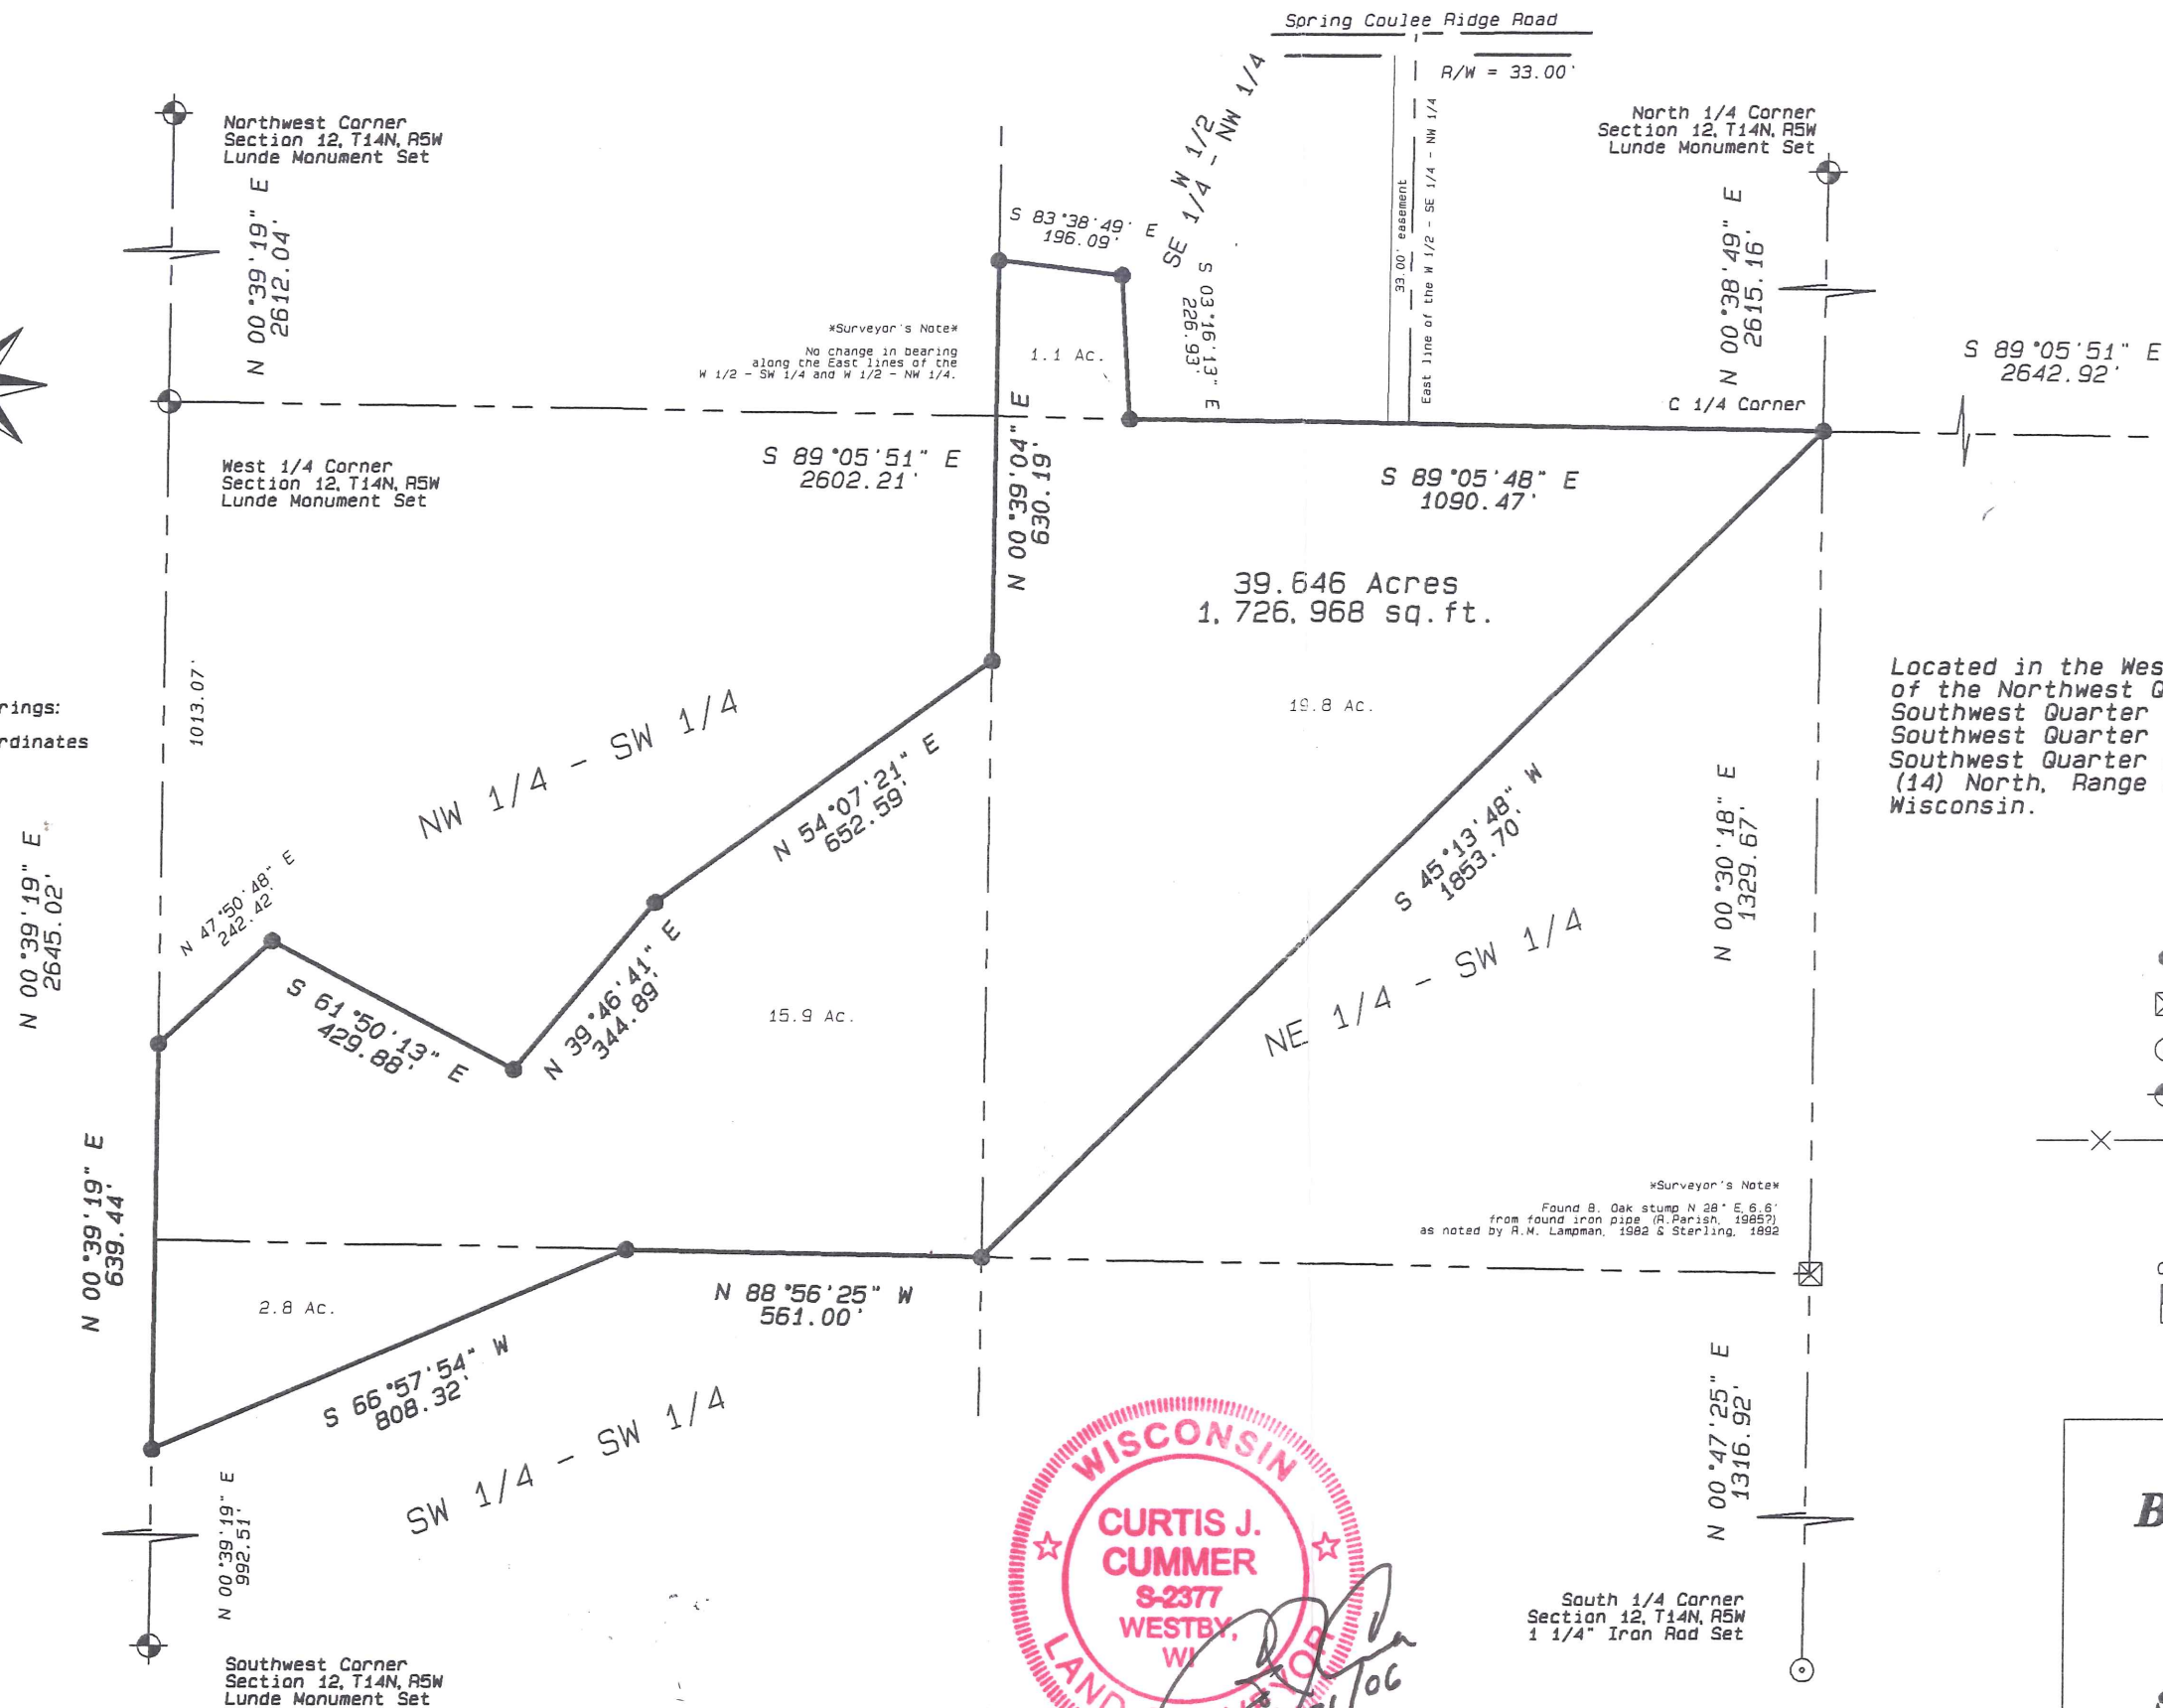 Spring Coulee Ridge Road
R/W = 33.00'
Northwest Corner
Section 12, T14N, R5W
Lunde Monument Set
N 00°39'19" E
2612.04'
North 1/4 Corner
Section 12, T14N, R5W
Lunde Monument Set
N 00°38'49" E
2615.16'
W 1/2
SE 1/4 - NW 1/4
33.00' easement
East line of the W 1/2 - SE 1/4 - NW 1/4
S 83°38'49' E
196.09'
S 03°16'13" E
226.93'
*Surveyor's Note*
No change in bearing
along the East lines of the
W 1/2 - SW 1/4 and W 1/2 - NW 1/4.
1.1 Ac.
S 89°05'51" E
2642.92'
C 1/4 Corner
West 1/4 Corner
Section 12, T14N, R5W
Lunde Monument Set
S 89°05'51" E
2602.21'
N 00°39'04" E
630.19'
S 89°05'48" E
1090.47'
39.646 Acres
1,726,968 sq.ft.
19.8 Ac.
1013.07'
rings:
rdinates
NW 1/4 - SW 1/4
N 54°07'21" E
652.59'
S 45°13'48" W
1853.70'
N 00°30'18" E
1329.67'
Located in the Wes
of the Northwest Q
Southwest Quarter
Southwest Quarter
Southwest Quarter
(14) North, Range
Wisconsin.
N 00°39'19" E
2645.02'
N 47°50'48" E
242.42'
S 61°50'13" E
429.88'
N 39°46'41" E
344.89'
15.9 Ac.
NE 1/4 - SW 1/4
N 00°39'19" E
639.44'
*Surveyor's Note*
Found B. Oak stump N 28° E, 6.6'
from found iron pipe (R.Parish, 1985?)
as noted by R.M. Lampman, 1982 & Sterling, 1892
2.8 Ac.
N 88°56'25" W
561.00'
S 66°57'54" W
808.32'
SW 1/4 - SW 1/4
N 00°47'25" E
1316.92'
N 00°39'19" E
992.51'
WISCONSIN
CURTIS J.
CUMMER
S-2377
WESTBY,
WI
LAND
B
South 1/4 Corner
Section 12, T14N, R5W
1 1/4" Iron Rod Set
Southwest Corner
Section 12, T14N, R5W
Lunde Monument Set